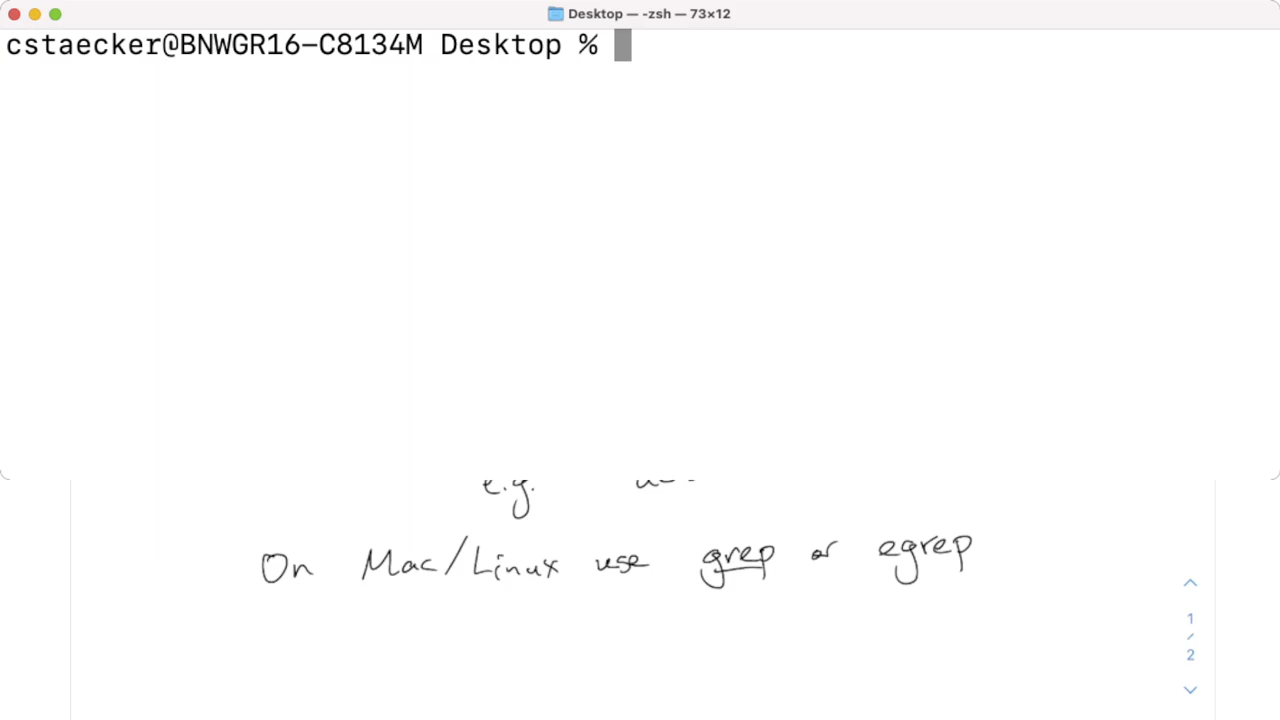 Desktop — -zsh — 73×12
cstaecker@BNWGR16-C8134M Desktop %
e.g.
On Mac/Linux use grep or egrep
1
/
2